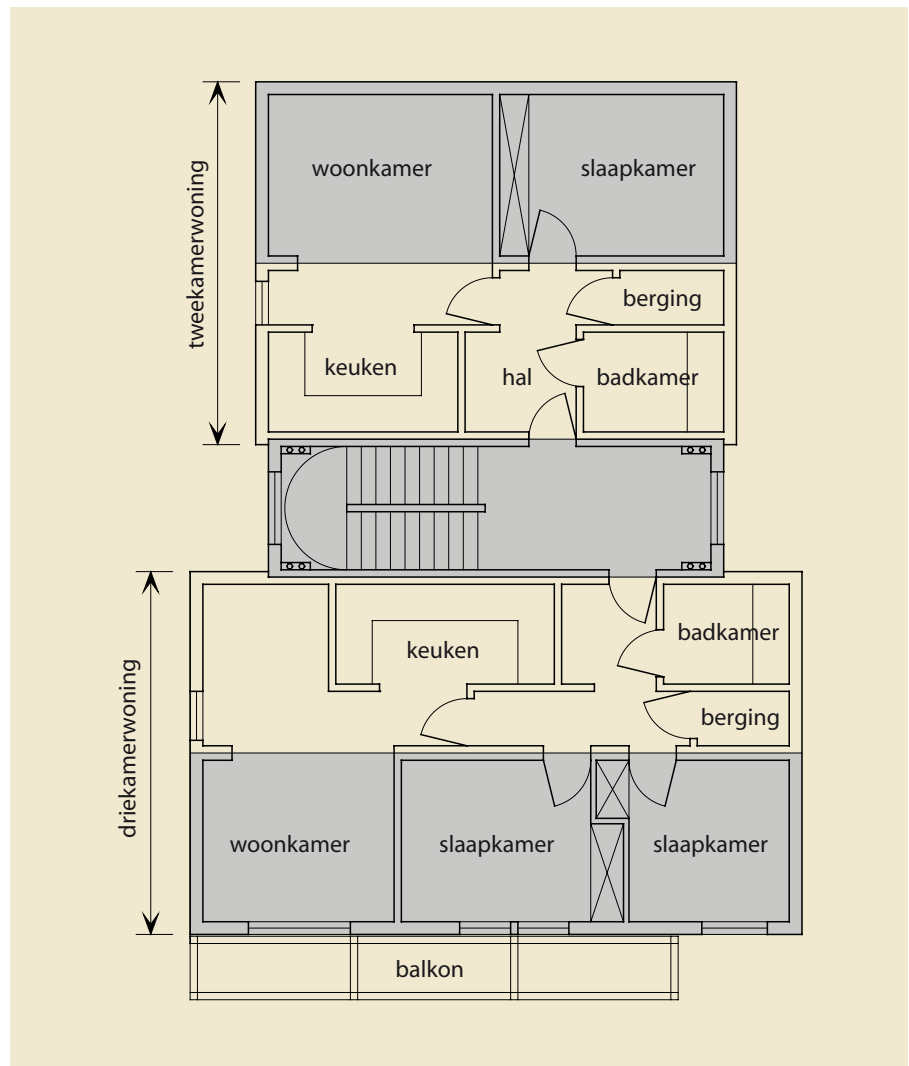 tweekamerwoning
woonkamer
slaapkamer
berging
keuken
hal
badkamer
driekamerwoning
badkamer
keuken
berging
woonkamer
slaapkamer
slaapkamer
balkon